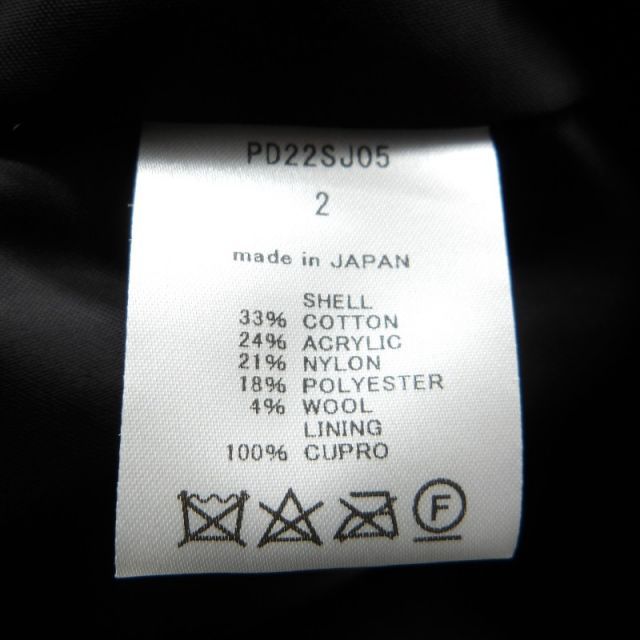 PD22SJ05
2
made in JAPAN
SHELL
33% COTTON
24% ACRYLIC
21% NYLON
18% POLYESTER
4% WOOL
LINING
100% CUPRO
F